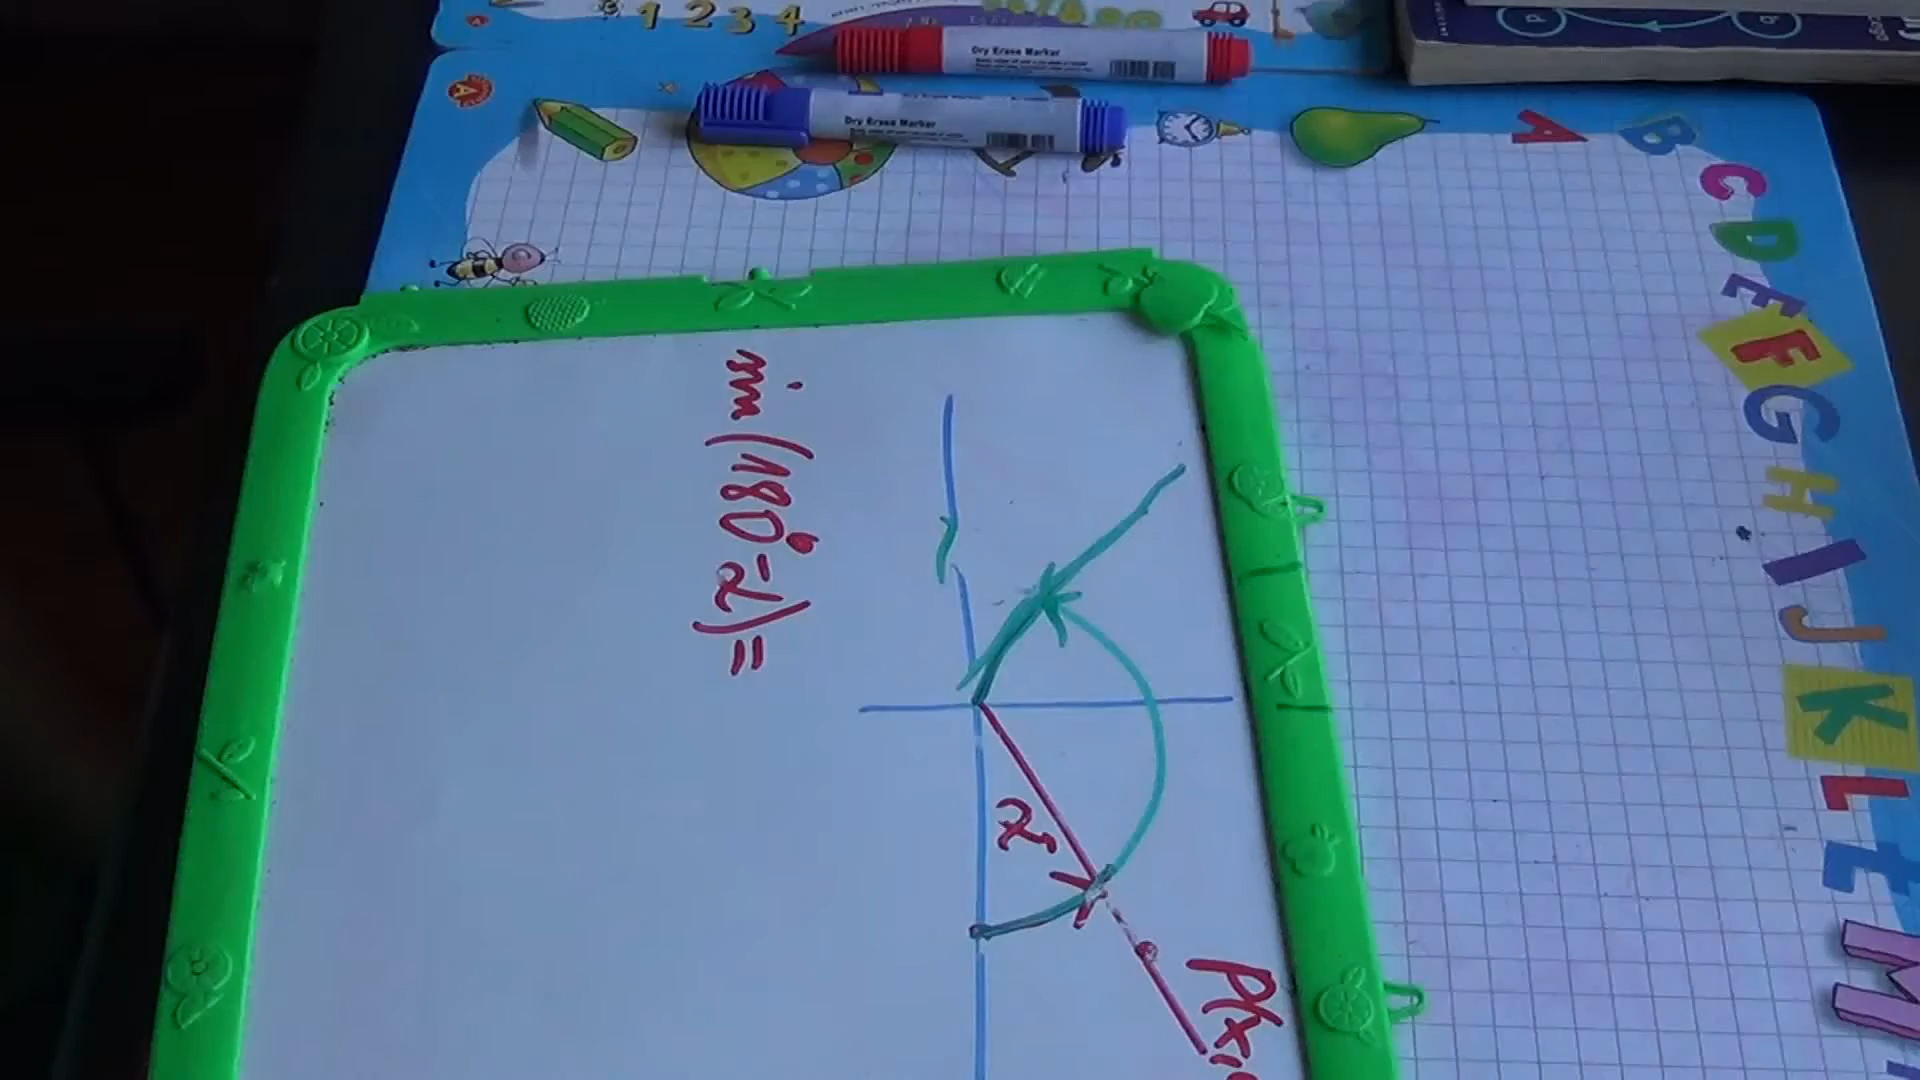 1 2 3 4
Dry Erase Marker
Dry Erase Marker
A B C D E F G H I J K L Ł M
sin (180°-α) =
α
P(x,